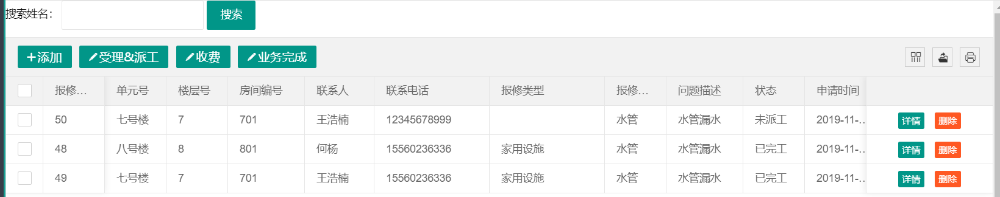 搜索姓名： 搜索
添加 受理&派工 收费 业务完成
报修... 单元号 楼层号 房间编号 联系人 联系电话 报修类型 报修... 问题描述 状态 申请时间
50 七号楼 7 701 王浩楠 12345678999 水管 水管漏水 未派工 2019-11-... 详情 删除
48 八号楼 8 801 何杨 15560236336 家用设施 水管 水管漏水 已完工 2019-11-... 详情 删除
49 七号楼 7 701 王浩楠 15560236336 家用设施 水管 水管漏水 已完工 2019-11-... 详情 删除